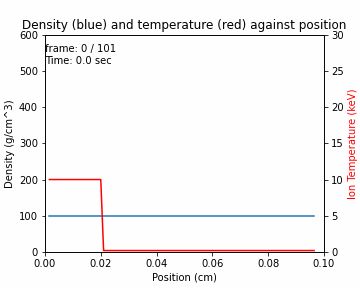 Density (blue) and temperature (red) against position
frame: 0 / 101
Time: 0.0 sec
600
500
400
300
200
100
0
Density (g/cm^3)
30
25
20
15
10
5
0
Ion Temperature (keV)
0.00 0.02 0.04 0.06 0.08 0.10
Position (cm)